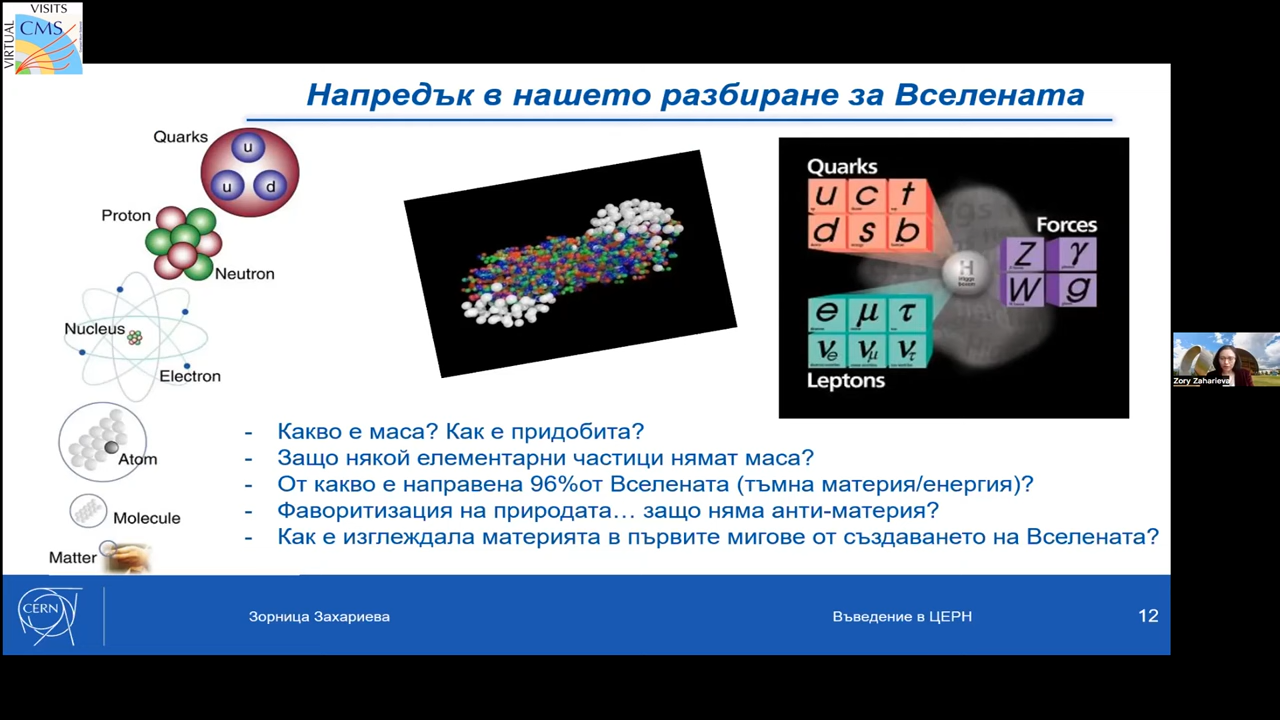 VISITS
CMS
VIRTUAL
Напредък в нашето разбиране за Вселената
Quarks
u
u d
Proton
Neutron
Nucleus
Electron
Atom
Molecule
Matter
Quarks
u c t
d s b
Forces
Z γ
W g
H
Higgs boson
e μ τ
νe νμ ντ
Leptons
Zory Zaharieva
- Какво е маса? Как е придобита?
- Защо някой елементарни частици нямат маса?
- От какво е направена 96%от Вселената (тъмна материя/енергия)?
- Фаворитизация на природата… защо няма анти-материя?
- Как е изглеждала материята в първите мигове от създаването на Вселената?
CERN
Зорница Захариева
Въведение в ЦЕРН
12